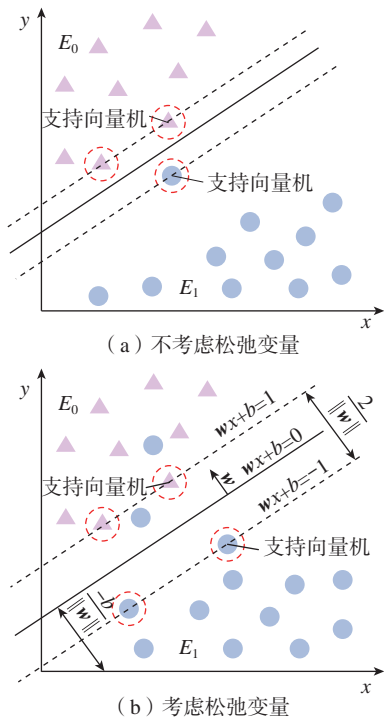 y
E₀
支持向量机
支持向量机
E₁
x
(a)不考虑松弛变量
y
E₀
wx+b=1
2/||w||
wx+b=0
w
wx+b=-1
支持向量机
支持向量机
-b/||w||
E₁
x
(b)考虑松弛变量